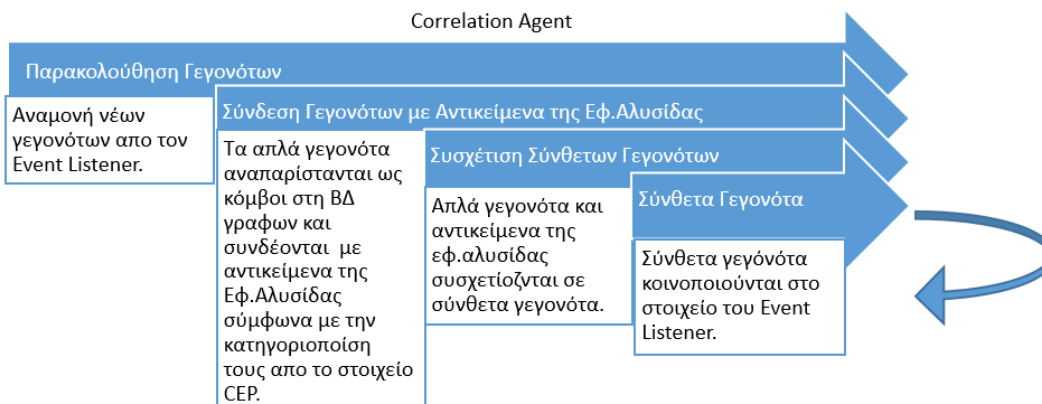 Correlation Agent
Παρακολούθηση Γεγονότων
Αναμονή νέων
γεγονότων απο τον
Event Listener.
Σύνδεση Γεγονότων με Αντικείμενα της Εφ.Αλυσίδας
Τα απλά γεγονότα
αναπαρίστανται ως
κόμβοι στη ΒΔ
γραφων και
συνδέονται με
αντικείμενα της
Εφ.Αλυσίδας
σύμφωνα με την
κατηγοριοποίση
τους απο το στοιχείο
CEP.
Συσχέτιση Σύνθετων Γεγονότων
Απλά γεγονότα και
αντικείμενα της
εφ.αλυσίδας
συσχετίοζνται σε
σύνθετα γεγονότα.
Σύνθετα Γεγονότα
Σύνθετα γεγόνότα
κοινοποιούνται στο
στοιχείο του Event
Listener.